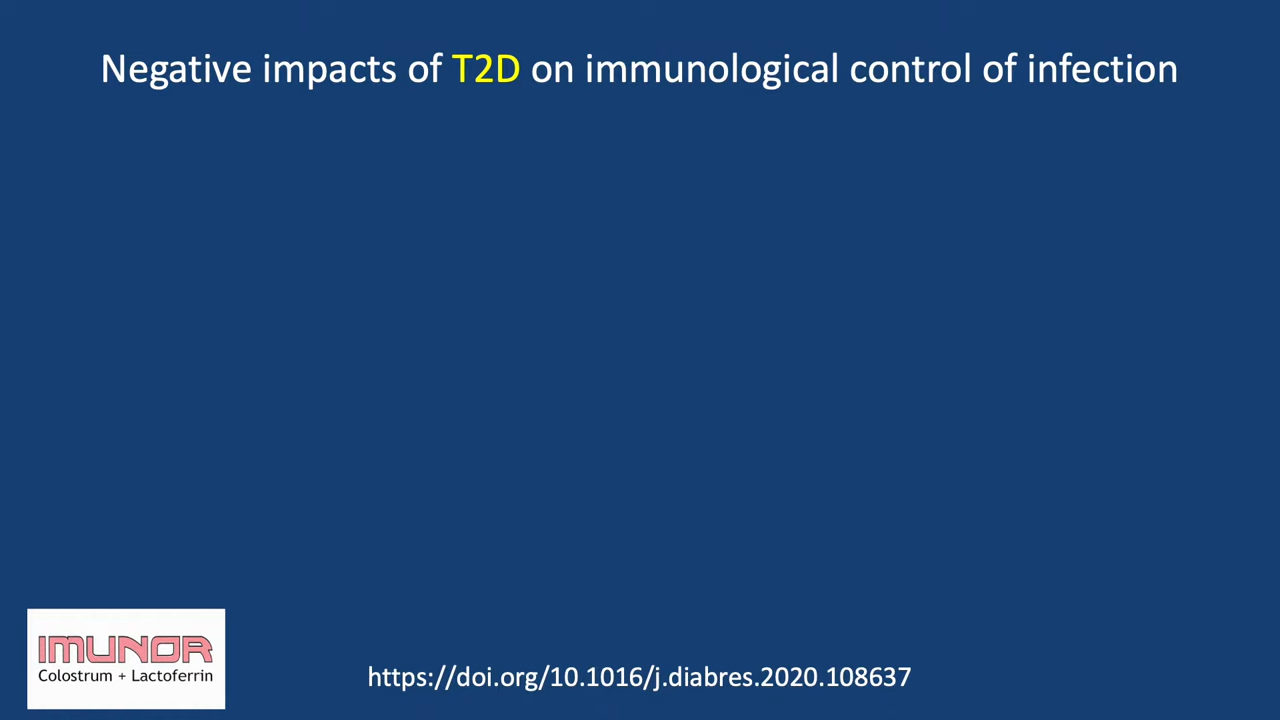 Negative impacts of T2D on immunological control of infection
IMUNOR
Colostrum + Lactoferrin
https://doi.org/10.1016/j.diabres.2020.108637